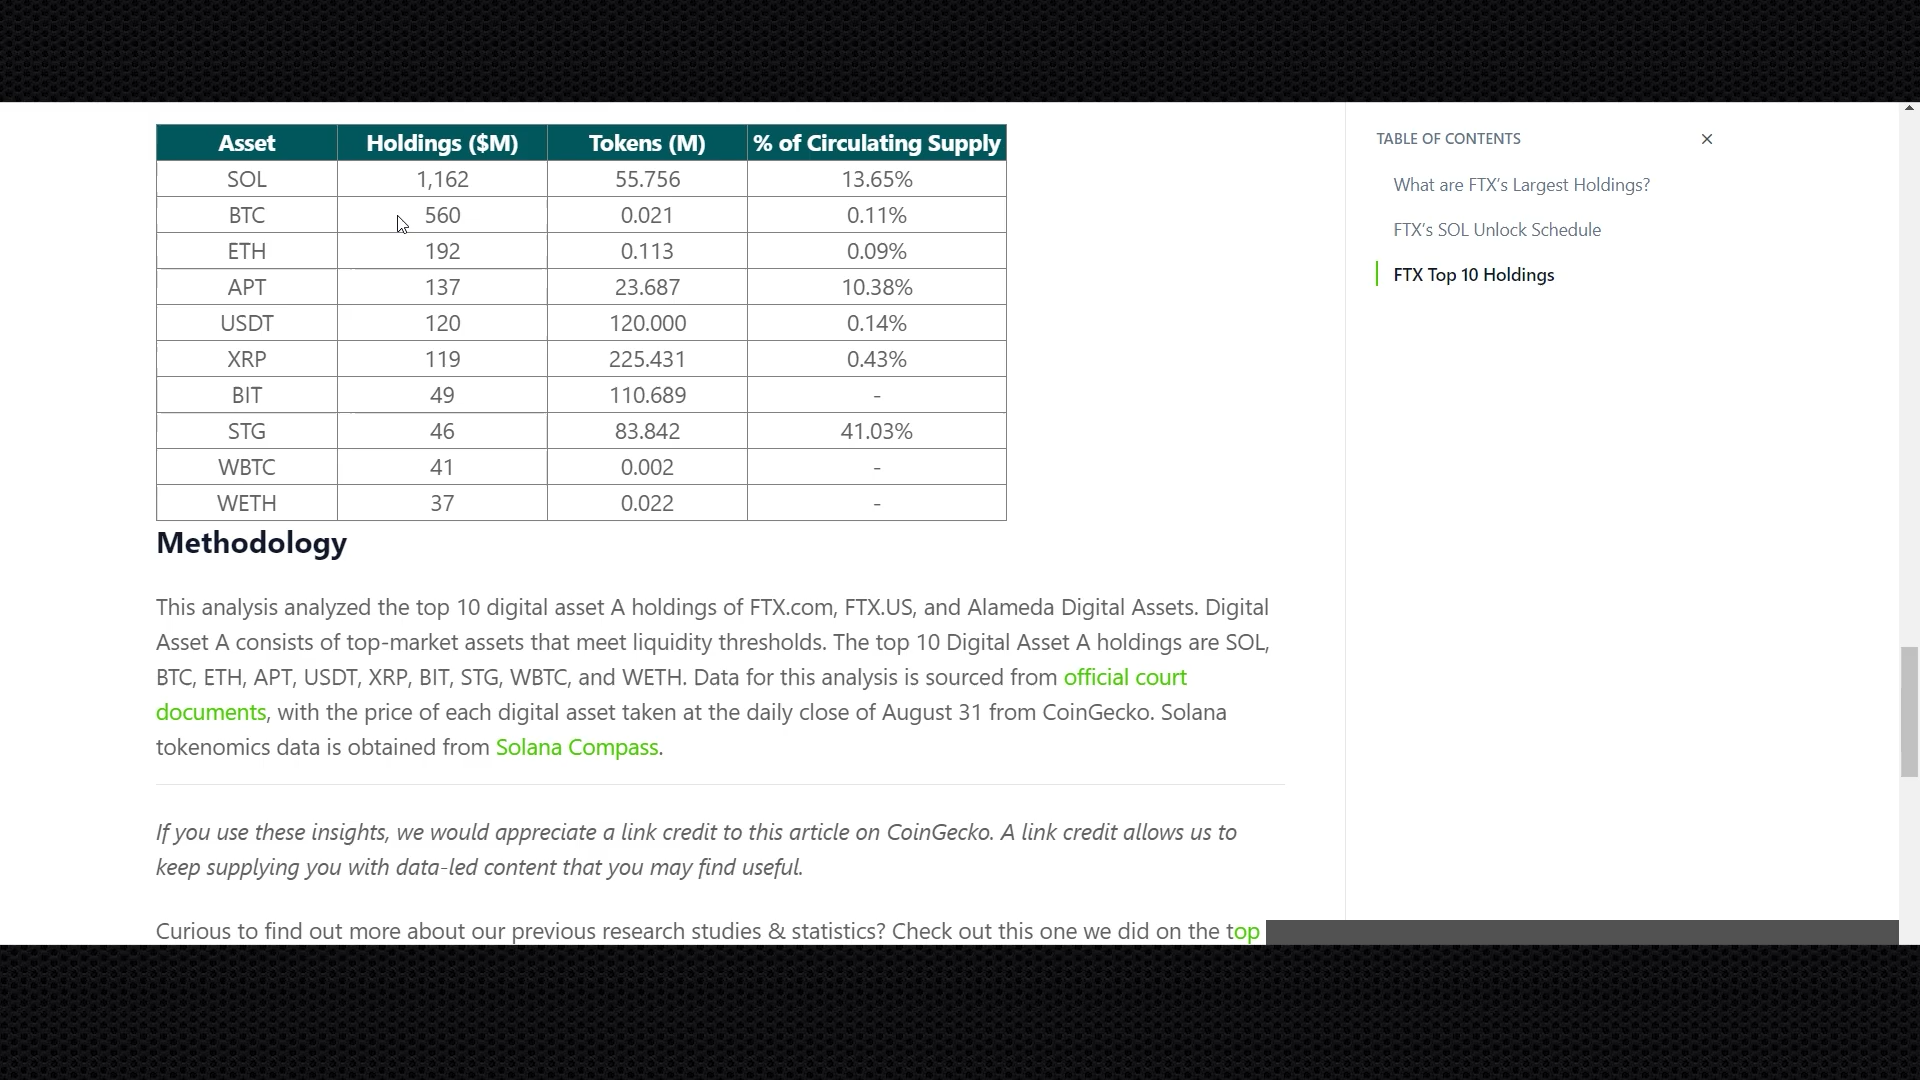 Asset Holdings ($M) Tokens (M) % of Circulating Supply
SOL 1,162 55.756 13.65%
BTC 560 0.021 0.11%
ETH 192 0.113 0.09%
APT 137 23.687 10.38%
USDT 120 120.000 0.14%
XRP 119 225.431 0.43%
BIT 49 110.689 -
STG 46 83.842 41.03%
WBTC 41 0.002 -
WETH 37 0.022 -
Methodology
This analysis analyzed the top 10 digital asset A holdings of FTX.com, FTX.US, and Alameda Digital Assets. Digital
Asset A consists of top-market assets that meet liquidity thresholds. The top 10 Digital Asset A holdings are SOL,
BTC, ETH, APT, USDT, XRP, BIT, STG, WBTC, and WETH. Data for this analysis is sourced from official court
documents, with the price of each digital asset taken at the daily close of August 31 from CoinGecko. Solana
tokenomics data is obtained from Solana Compass.
If you use these insights, we would appreciate a link credit to this article on CoinGecko. A link credit allows us to
keep supplying you with data-led content that you may find useful.
Curious to find out more about our previous research studies & statistics? Check out this one we did on the top
TABLE OF CONTENTS
What are FTX's Largest Holdings?
FTX's SOL Unlock Schedule
FTX Top 10 Holdings